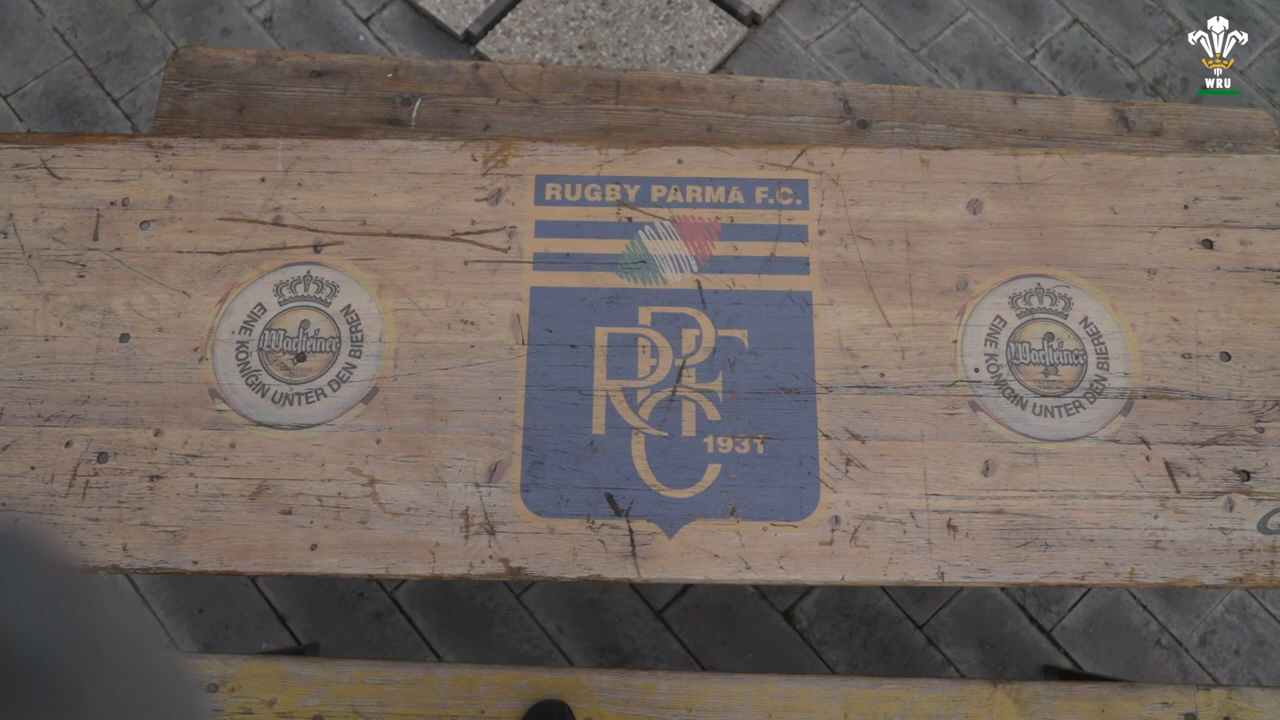 WRU
RUGBY PARMA F.C.
RPFC
1931
Warsteiner
EINE KÖNIGIN UNTER DEN BIEREN
Warsteiner
EINE KÖNIGIN UNTER DEN BIEREN